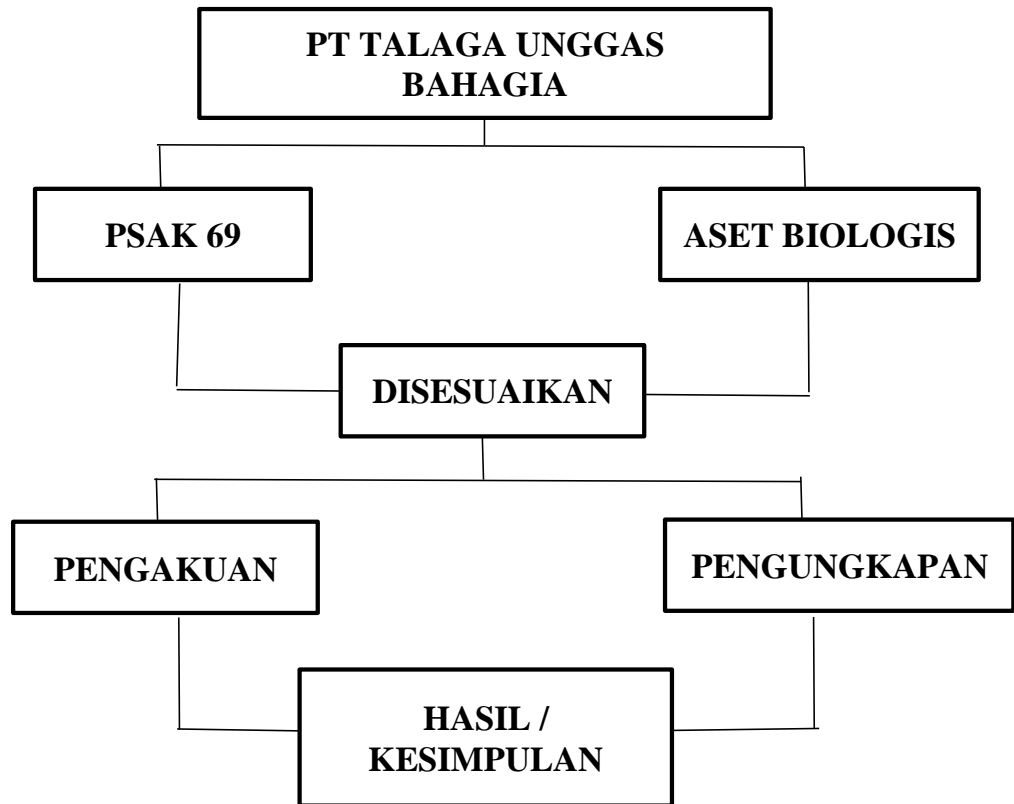 PT TALAGA UNGGAS
BAHAGIA
PSAK 69
ASET BIOLOGIS
DISESUAIKAN
PENGAKUAN
PENGUNGKAPAN
HASIL /
KESIMPULAN